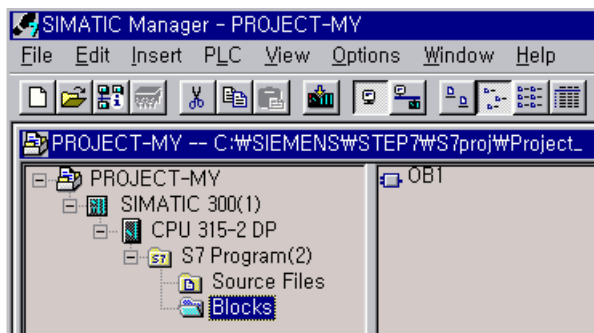 SIMATIC Manager - PROJECT-MY
File Edit Insert PLC View Options Window Help
PROJECT-MY -- C:₩SIEMENS₩STEP7₩S7proj₩Project_
PROJECT-MY
OB1
SIMATIC 300(1)
CPU 315-2 DP
S7 Program(2)
Source Files
Blocks